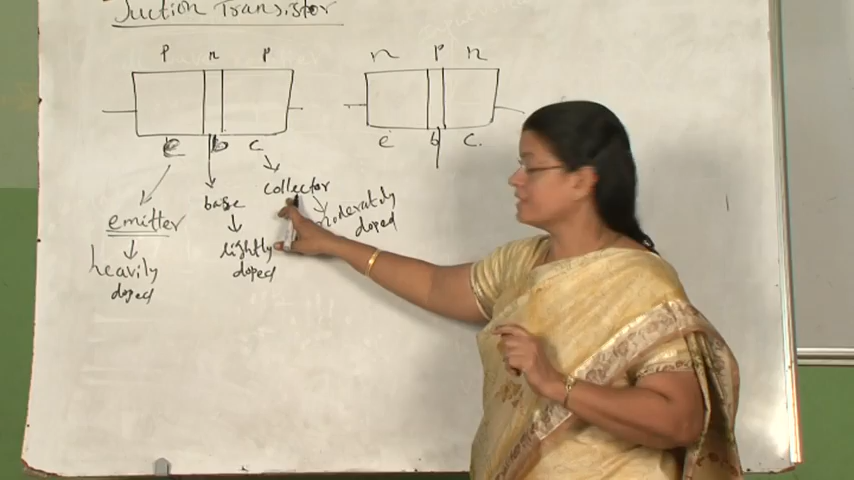 Juction Transistor
p n p
n p n
e b c
e b c.
collector
base
moderately
doped
emitter
lightly
doped
heavily
doped